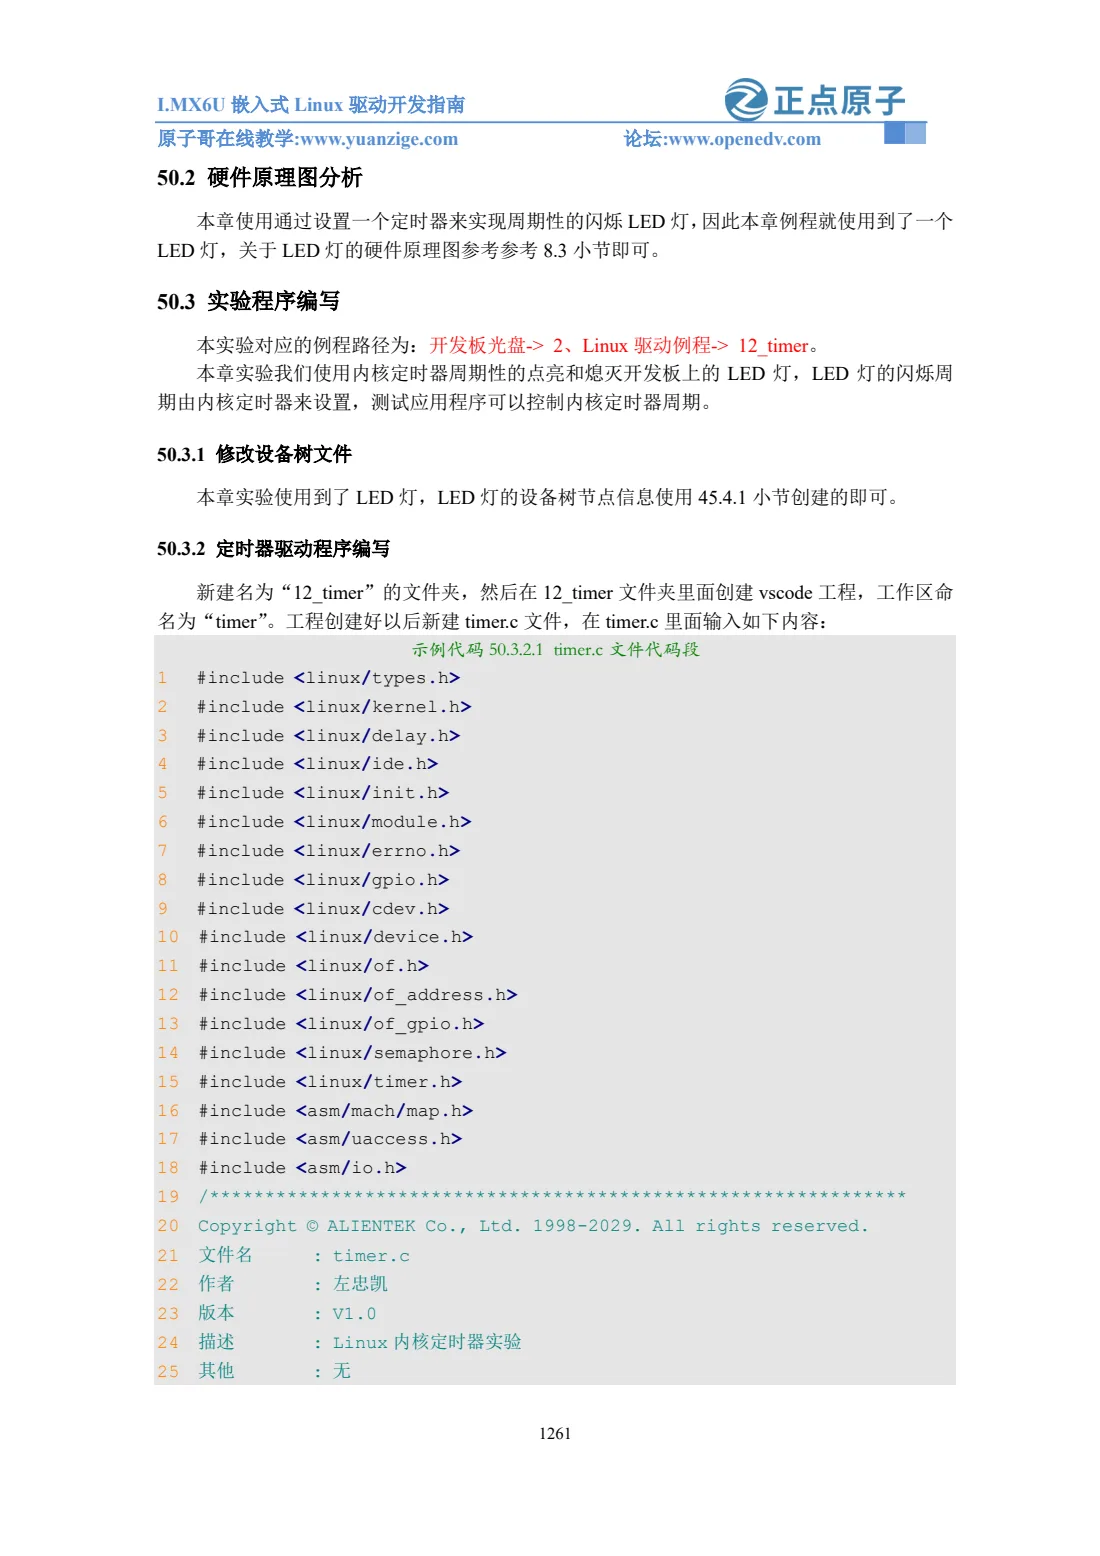 I.MX6U 嵌入式 Linux 驱动开发指南
正点原子
原子哥在线教学:www.yuanzige.com 论坛:www.openedv.com
50.2 硬件原理图分析
本章使用通过设置一个定时器来实现周期性的闪烁 LED 灯，因此本章例程就使用到了一个
LED 灯，关于 LED 灯的硬件原理图参考参考 8.3 小节即可。
50.3 实验程序编写
本实验对应的例程路径为：开发板光盘-> 2、Linux 驱动例程-> 12_timer。
本章实验我们使用内核定时器周期性的点亮和熄灭开发板上的 LED 灯，LED 灯的闪烁周
期由内核定时器来设置，测试应用程序可以控制内核定时器周期。
50.3.1 修改设备树文件
本章实验使用到了 LED 灯，LED 灯的设备树节点信息使用 45.4.1 小节创建的即可。
50.3.2 定时器驱动程序编写
新建名为“12_timer”的文件夹，然后在 12_timer 文件夹里面创建 vscode 工程，工作区命
名为“timer”。工程创建好以后新建 timer.c 文件，在 timer.c 里面输入如下内容：
示例代码 50.3.2.1 timer.c 文件代码段
1 #include <linux/types.h>
2 #include <linux/kernel.h>
3 #include <linux/delay.h>
4 #include <linux/ide.h>
5 #include <linux/init.h>
6 #include <linux/module.h>
7 #include <linux/errno.h>
8 #include <linux/gpio.h>
9 #include <linux/cdev.h>
10 #include <linux/device.h>
11 #include <linux/of.h>
12 #include <linux/of_address.h>
13 #include <linux/of_gpio.h>
14 #include <linux/semaphore.h>
15 #include <linux/timer.h>
16 #include <asm/mach/map.h>
17 #include <asm/uaccess.h>
18 #include <asm/io.h>
19 /***************************************************************
20 Copyright © ALIENTEK Co., Ltd. 1998-2029. All rights reserved.
21 文件名 : timer.c
22 作者 : 左忠凯
23 版本 : V1.0
24 描述 : Linux 内核定时器实验
25 其他 : 无
1261